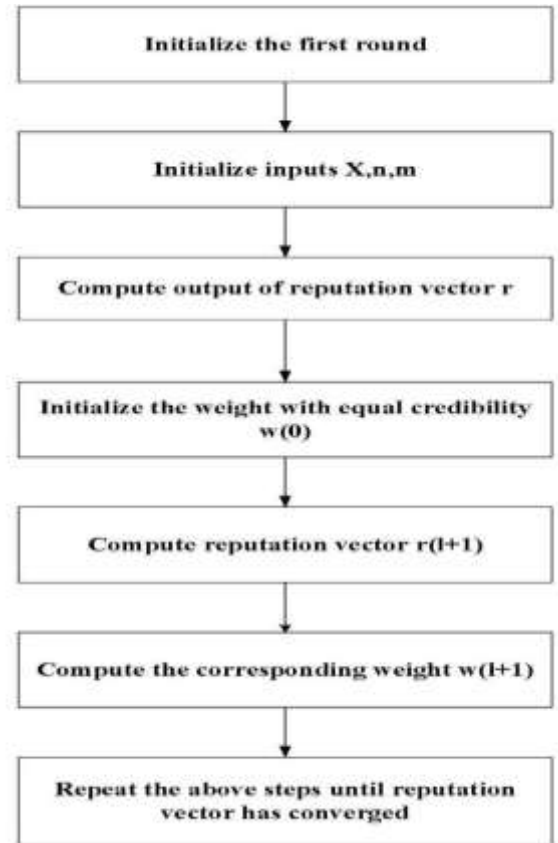 Initialize the first round
Initialize inputs X,n,m
Compute output of reputation vector r
Initialize the weight with equal credibility
w(0)
Compute reputation vector r(l+1)
Compute the corresponding weight w(l+1)
Repeat the above steps until reputation
vector has converged